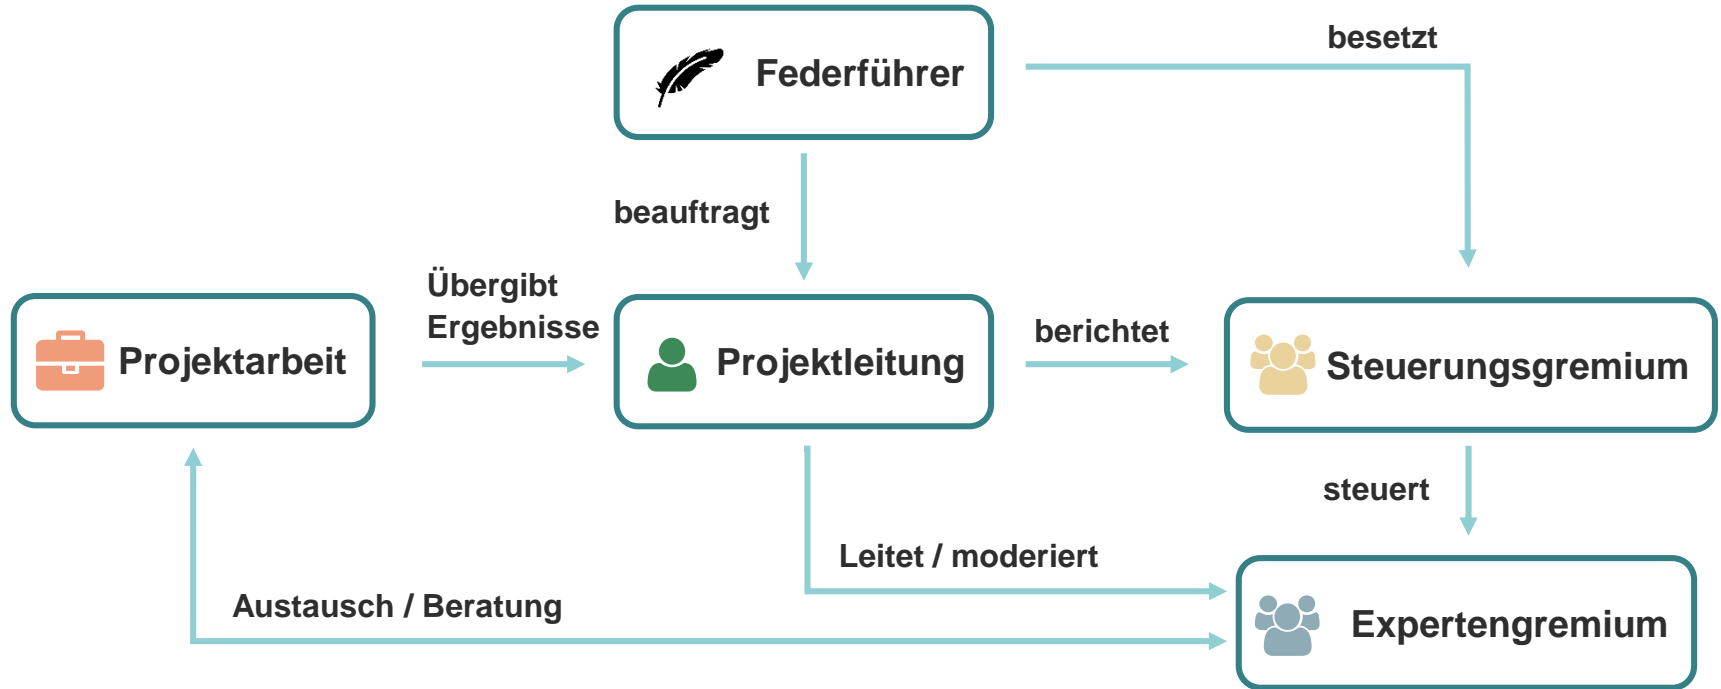 besetzt
Federführer
beauftragt
Übergibt
Ergebnisse
berichtet
Projektarbeit
Projektleitung
Steuerungsgremium
steuert
Leitet / moderiert
Austausch / Beratung
Expertengremium